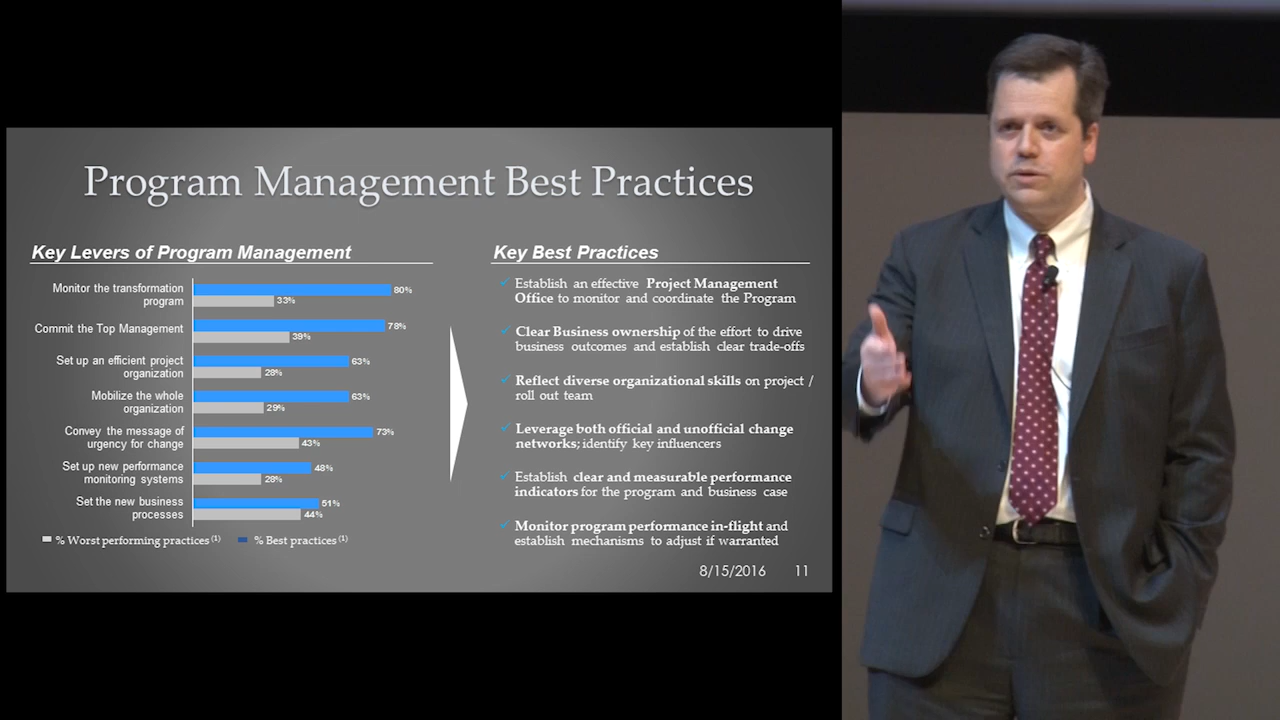 Program Management Best Practices
Key Levers of Program Management
Monitor the transformation
program
80%
33%
Commit the Top Management
78%
39%
Set up an efficient project
organization
63%
28%
Mobilize the whole
organization
63%
29%
Convey the message of
urgency for change
73%
43%
Set up new performance
monitoring systems
48%
28%
Set the new business
processes
51%
44%
% Worst performing practices (1)
% Best practices (1)
Key Best Practices
Establish an effective Project Management
Office to monitor and coordinate the Program
Clear Business ownership of the effort to drive
business outcomes and establish clear trade-offs
Reflect diverse organizational skills on project /
roll out team
Leverage both official and unofficial change
networks; identify key influencers
Establish clear and measurable performance
indicators for the program and business case
Monitor program performance in-flight and
establish mechanisms to adjust if warranted
8/15/2016 11